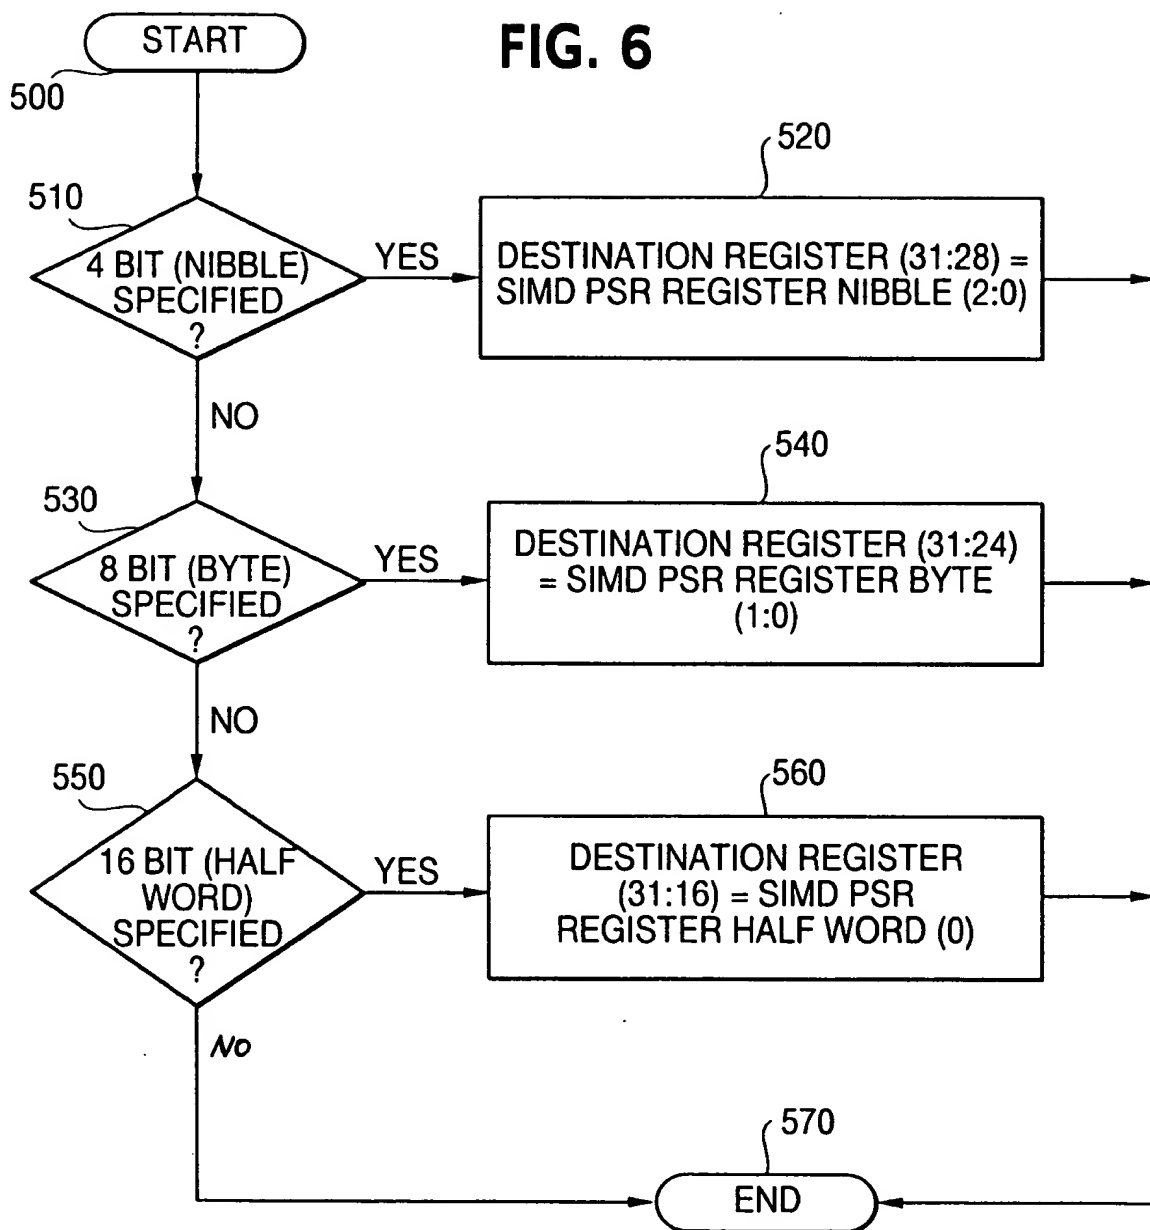 FIG. 6
START
500
510
4 BIT (NIBBLE)
SPECIFIED
?
YES
520
DESTINATION REGISTER (31:28) =
SIMD PSR REGISTER NIBBLE (2:0)
NO
530
8 BIT (BYTE)
SPECIFIED
?
YES
540
DESTINATION REGISTER (31:24)
= SIMD PSR REGISTER BYTE
(1:0)
NO
550
16 BIT (HALF
WORD)
SPECIFIED
?
YES
560
DESTINATION REGISTER
(31:16) = SIMD PSR
REGISTER HALF WORD (0)
NO
570
END